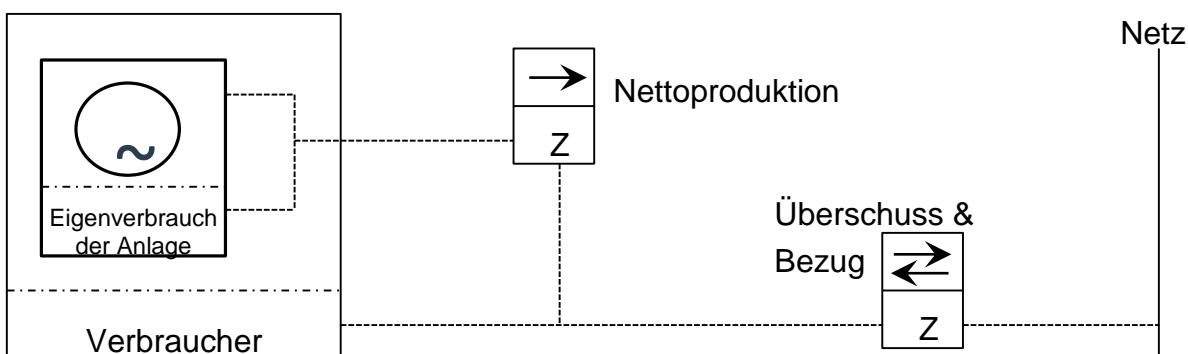 Netz
Nettoproduktion
Z
Eigenverbrauch
der Anlage
Überschuss &
Bezug
Z
Verbraucher